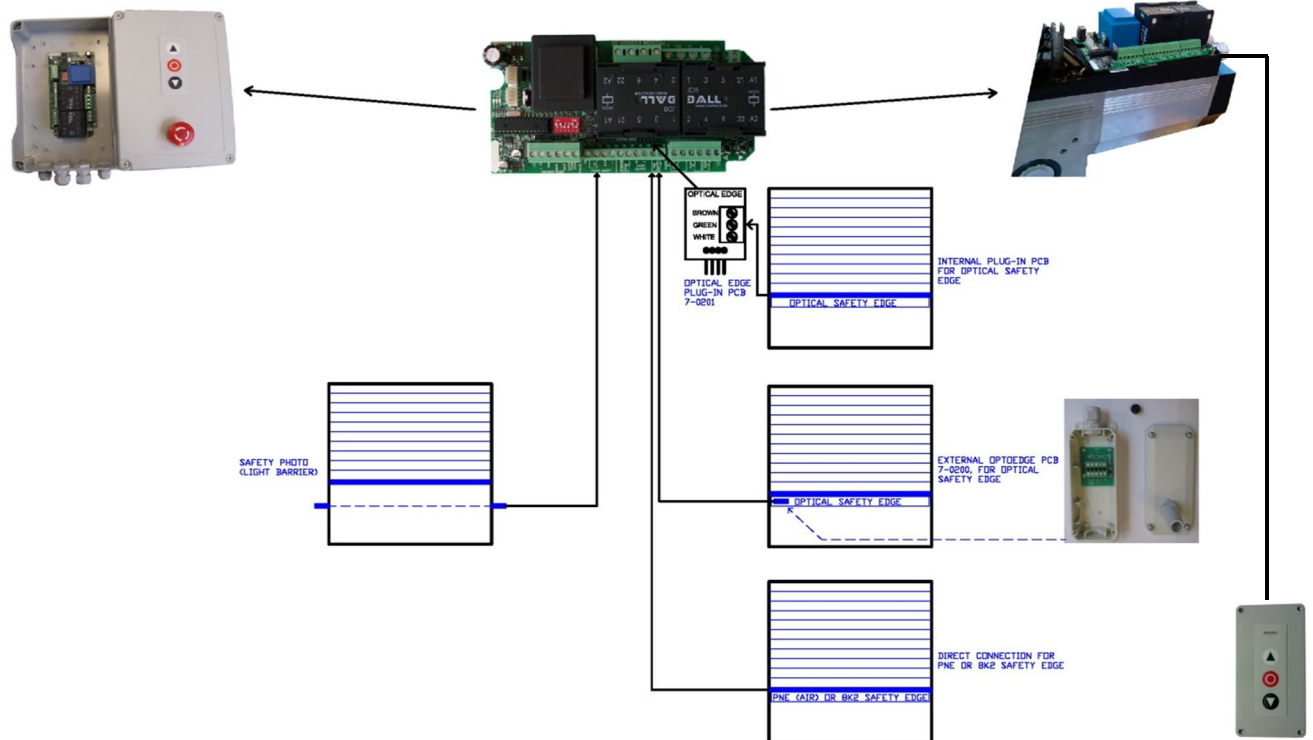 OPTICAL EDGE
BROWN
GREEN
WHITE
OPTICAL EDGE
PLUG-IN PCB
7-0201
OPTICAL SAFETY EDGE
INTERNAL PLUG-IN PCB
FOR OPTICAL SAFETY
EDGE
SAFETY PHOTO
(LIGHT BARRIER)
OPTICAL SAFETY EDGE
EXTERNAL OPTOEDGE PCB
7-0200, FOR OPTICAL
SAFETY EDGE
PNE (AIR) OR 8K2 SAFETY EDGE
DIRECT CONNECTION FOR
PNE OR 8K2 SAFETY EDGE